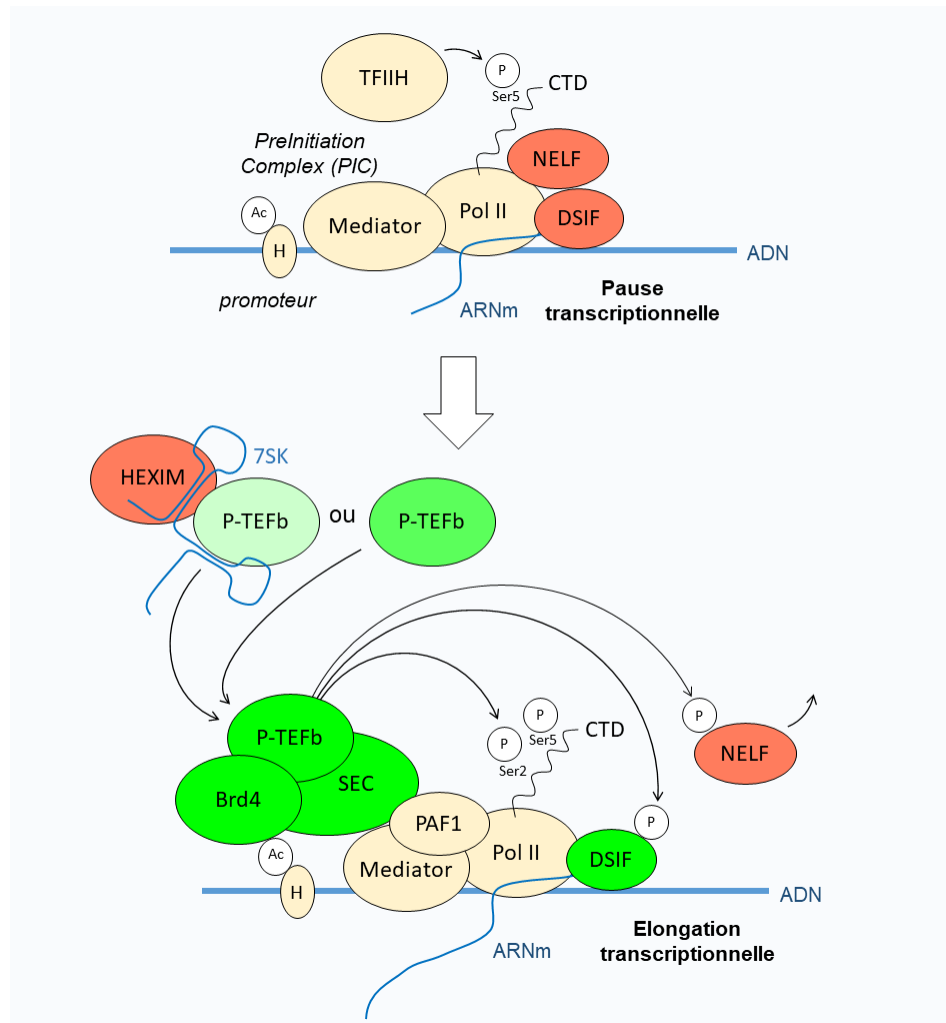 TFIIH
P
Ser5
CTD
PreInitiation
Complex (PIC)
NELF
Ac
Mediator
Pol II
DSIF
H
ADN
promoteur
ARNm
Pause
transcriptionnelle
HEXIM
7SK
P-TEFb
ou
P-TEFb
P-TEFb
SEC
Brd4
P
Ser2
P
Ser5
CTD
P
NELF
PAF1
Mediator
Pol II
P
DSIF
Ac
H
ADN
ARNm
Elongation
transcriptionnelle